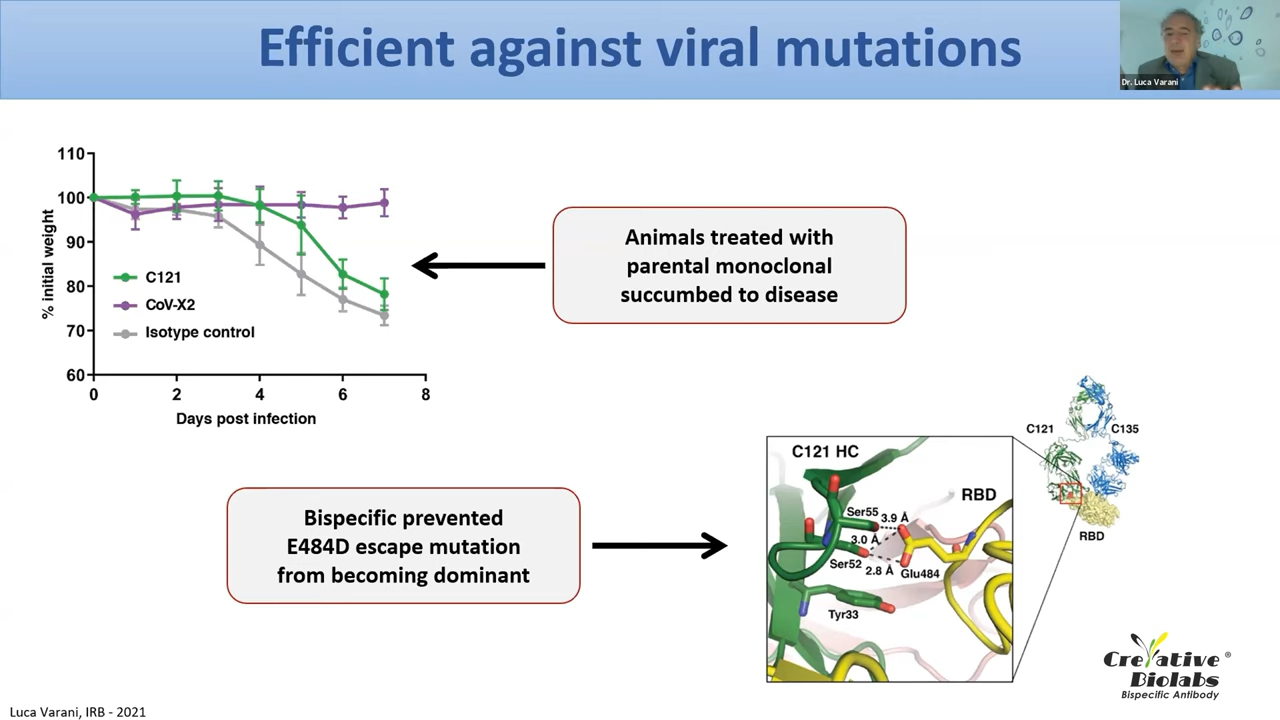 Efficient against viral mutations
Dr. Luca Varani
110
100
90
80
70
60
% initial weight
C121
CoV-X2
Isotype control
0 2 4 6 8
Days post infection
Animals treated with
parental monoclonal
succumbed to disease
Bispecific prevented
E484D escape mutation
from becoming dominant
C121 HC
RBD
Ser55
3.9 Å
3.0 Å
Ser52
2.8 Å
Glu484
Tyr33
C121
C135
RBD
Creative Biolabs®
Bispecific Antibody
Luca Varani, IRB - 2021